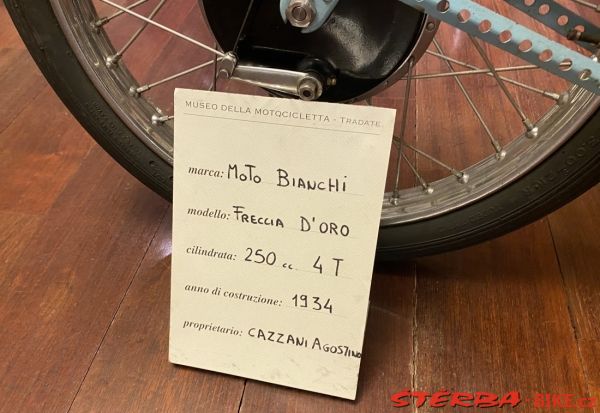 MUSEO DELLA MOTOCICLETTA - TRADATE
marca: MOTO BIANCHI
modello: FRECCIA D'ORO
cilindrata: 250 cc 4 T
anno di costruzione: 1934
proprietario: CAZZANI AGOSTINO
ŠTĚRBA BIKE.cz